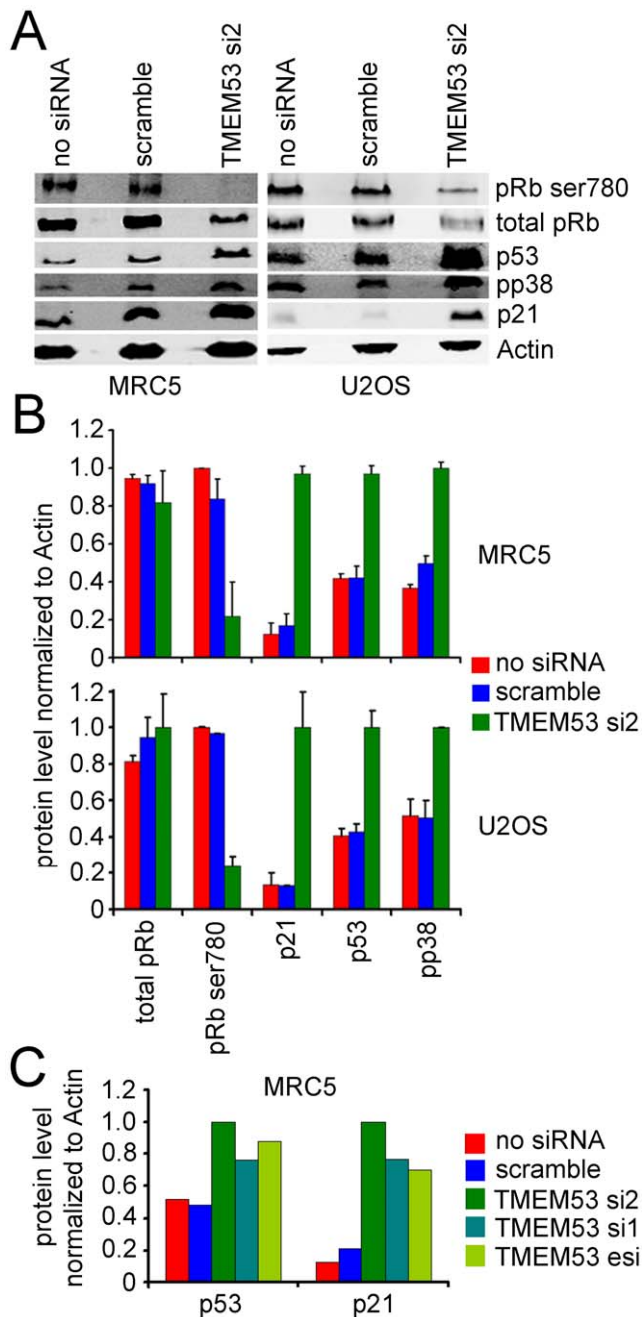 A
no siRNA
scramble
TMEM53 si2
no siRNA
scramble
TMEM53 si2
pRb ser780
total pRb
p53
pp38
p21
Actin
MRC5
U2OS
B
protein level normalized to Actin
1.2
1.0
0.8
0.6
0.4
0.2
0
MRC5
no siRNA
scramble
TMEM53 si2
1.2
1.0
0.8
0.6
0.4
0.2
0
U2OS
total pRb
pRb ser780
p21
p53
pp38
C
MRC5
protein level
normalized to Actin
1.2
1.0
0.8
0.6
0.4
0.2
0
p53
p21
no siRNA
scramble
TMEM53 si2
TMEM53 si1
TMEM53 esi